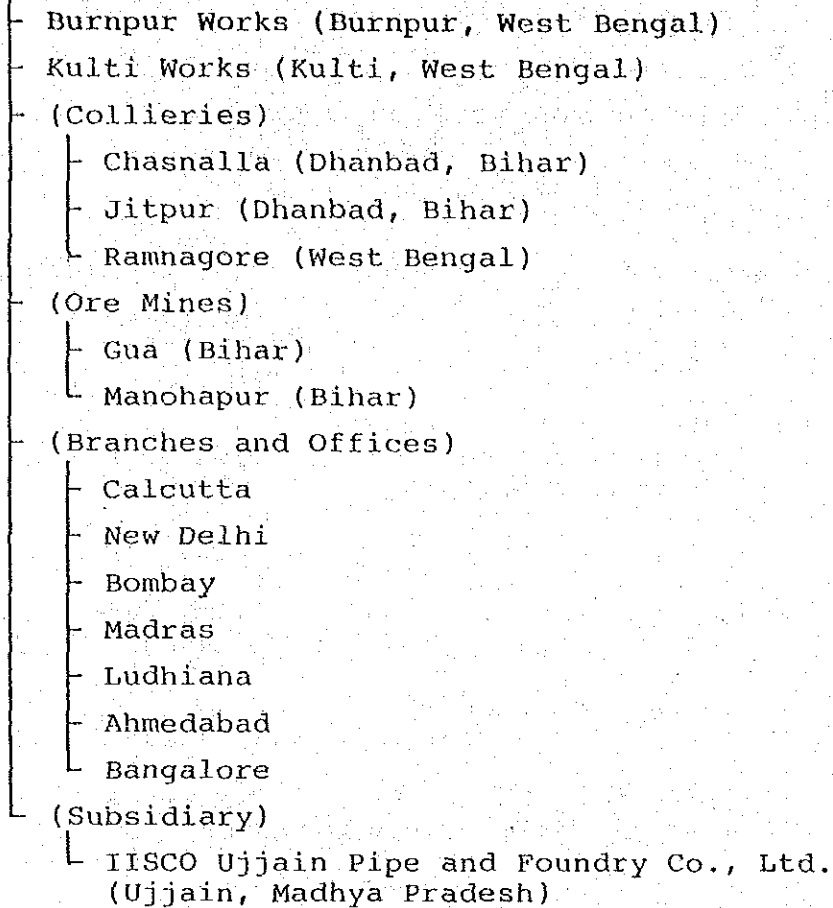 Burnpur Works (Burnpur, West Bengal)
Kulti Works (Kulti, West Bengal)
(Collieries)
Chasnalla (Dhanbad, Bihar)
Jitpur (Dhanbad, Bihar)
Ramnagore (West Bengal)
(Ore Mines)
Gua (Bihar)
Manohapur (Bihar)
(Branches and Offices)
Calcutta
New Delhi
Bombay
Madras
Ludhiana
Ahmedabad
Bangalore
(Subsidiary)
IISCO Ujjain Pipe and Foundry Co., Ltd.
(Ujjain, Madhya Pradesh)